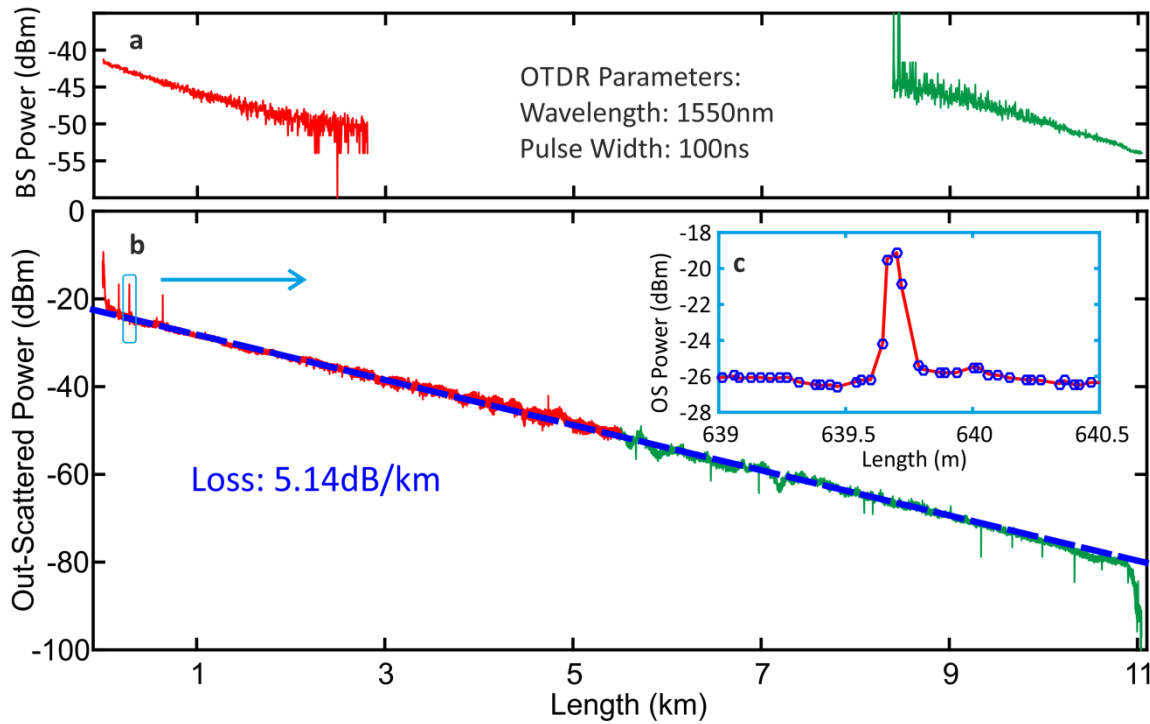 BS Power (dBm)
-40
-45
-50
-55
a
OTDR Parameters:
Wavelength: 1550nm
Pulse Width: 100ns
Out-Scattered Power (dBm)
0
-20
-40
-60
-80
-100
b
Loss: 5.14dB/km
OS Power (dBm)
-18
-20
-22
-24
-26
-28
c
639
639.5
640
640.5
Length (m)
1
3
5
7
9
11
Length (km)